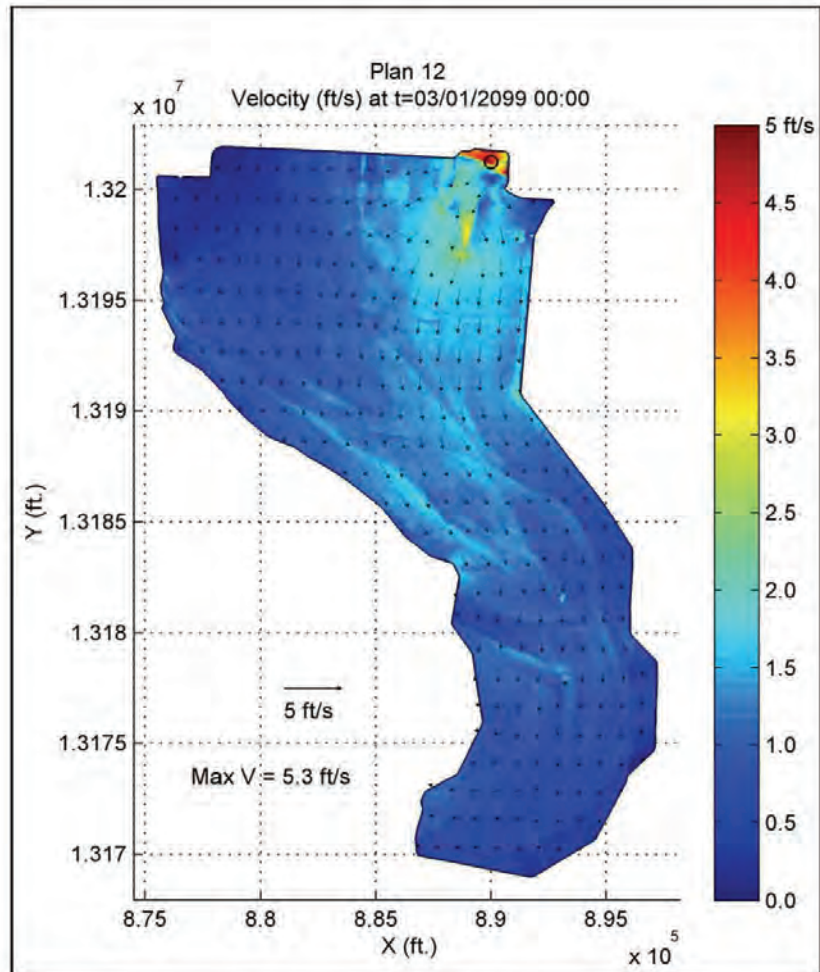 Plan 12
x 10^7
Velocity (ft/s) at t=03/01/2099 00:00
5 ft/s
4.5
4.0
3.5
3.0
2.5
2.0
1.5
1.0
0.5
0.0
1.32
1.3195
1.319
1.3185
1.318
1.3175
1.317
Y (ft.)
5 ft/s
Max V = 5.3 ft/s
8.75
8.8
8.85
8.9
8.95
X (ft.)
x 10^5